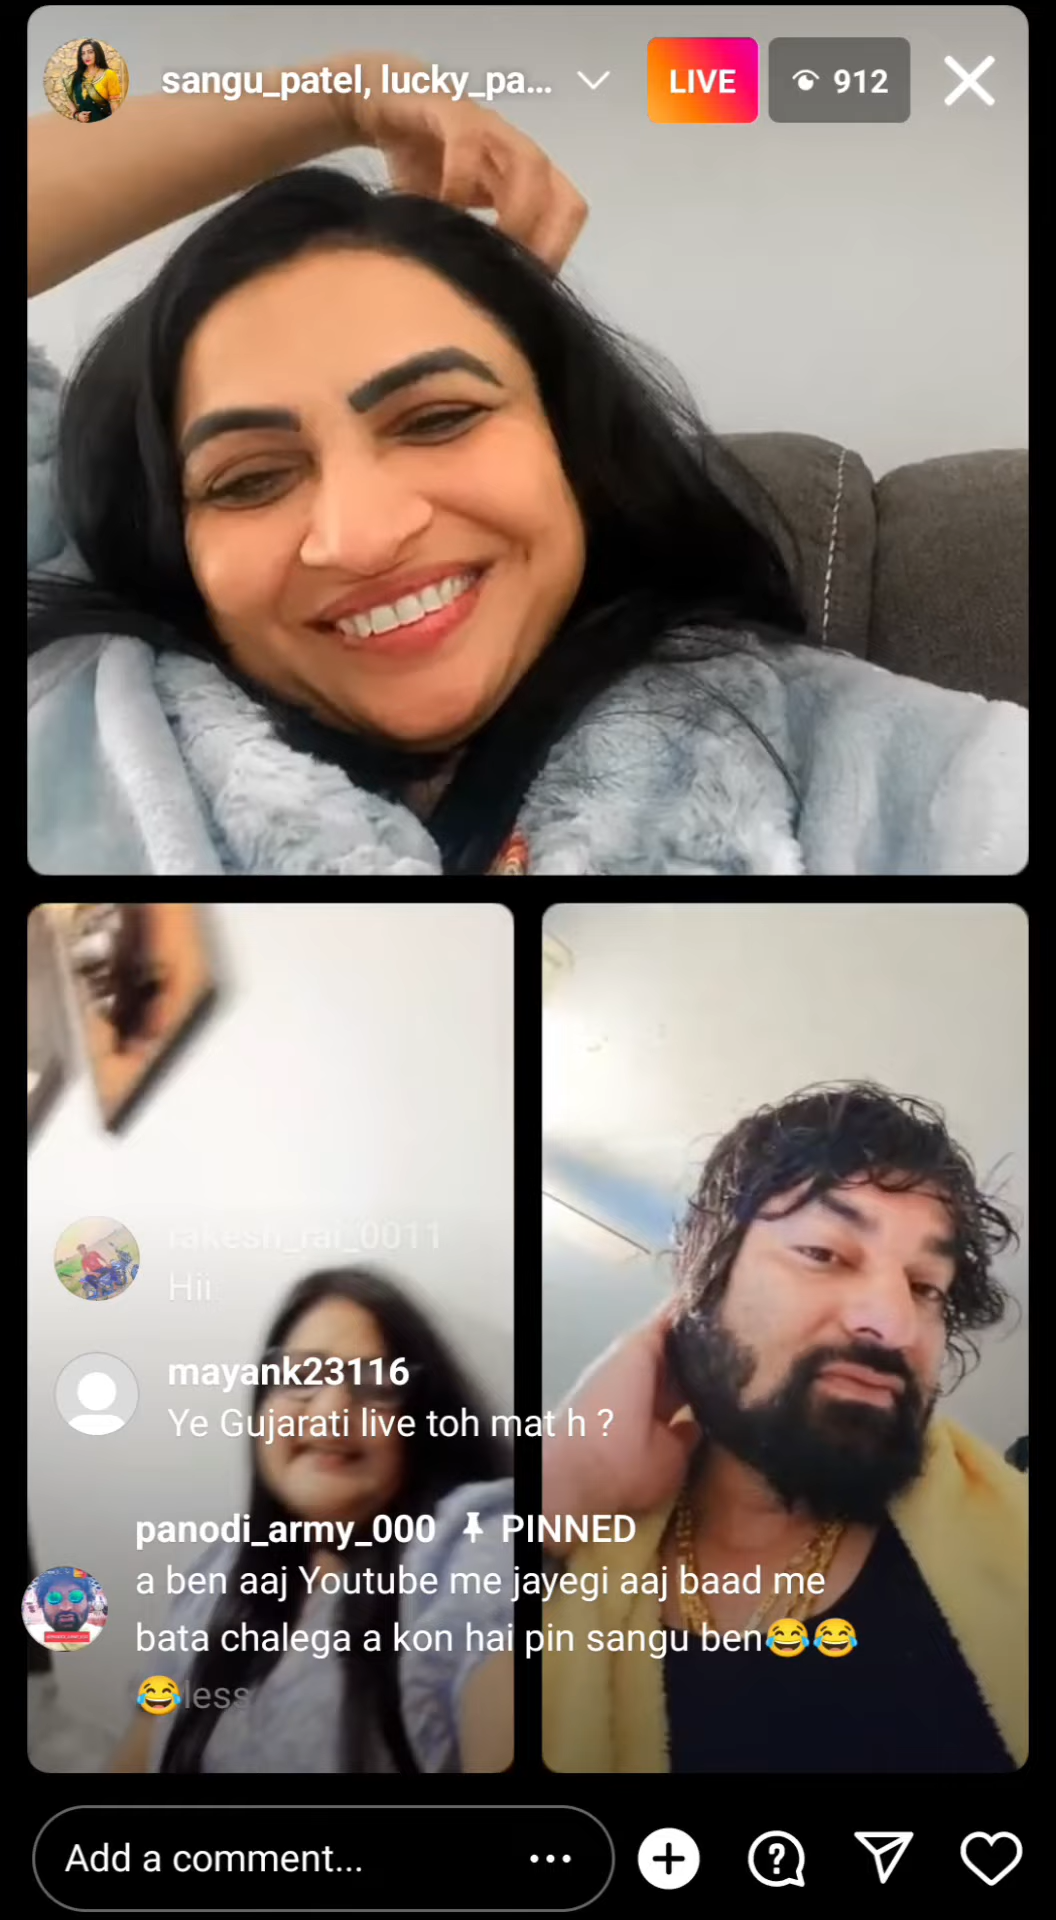 sangu_patel, lucky_pa...
LIVE
912
rakesh_rai_0011
Hii
mayank23116
Ye Gujarati live toh mat h ?
panodi_army_000 PINNED
a ben aaj Youtube me jayegi aaj baad me
bata chalega a kon hai pin sangu ben😂😂
😂less
Add a comment...